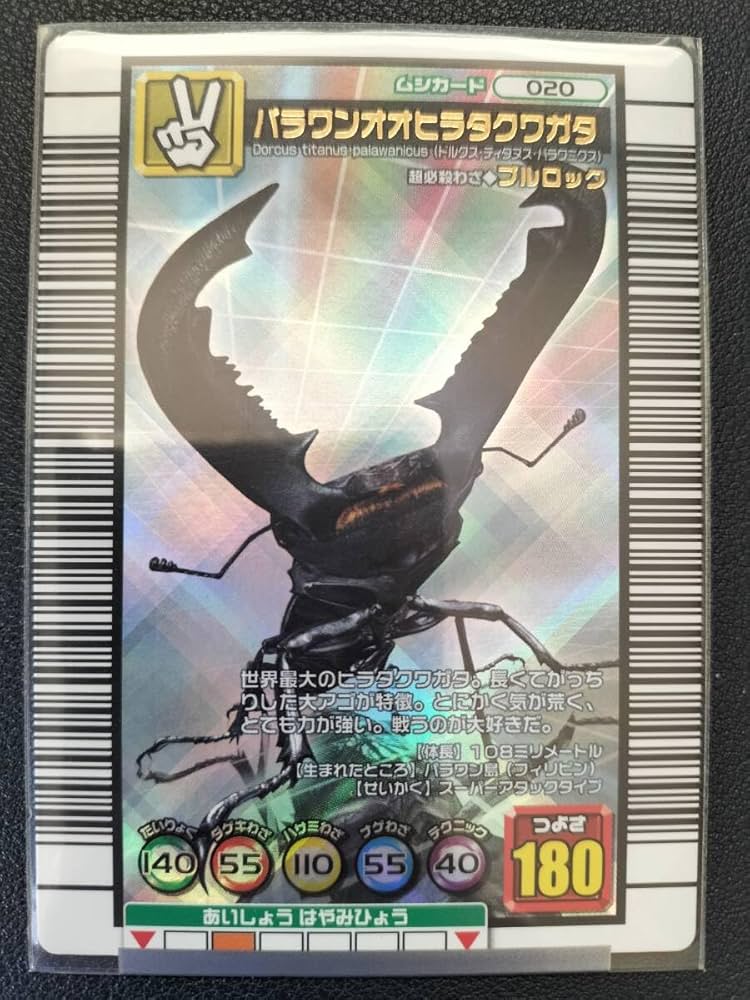 ムシカード 020
パラワンオオヒラタクワガタ
Dorcus titanus palawanicus (ドルクス・ティタヌス・パラワニクス)
超必殺わざ◆ブルロック
世界最大のヒラタクワガタ。長くてがっち
りした大アゴが特徴。とにかく気が荒く、
とても力が強い。戦うのが大好きだ。
【体長】108ミリメートル
【生まれたところ】パラワン島（フィリピン）
【せいかく】スーパーアタックタイプ
たいりょく ダゲキわざ ハサミわざ ナゲわざ テクニック つよさ
140 55 110 55 40 180
あいしょう はやみひょう